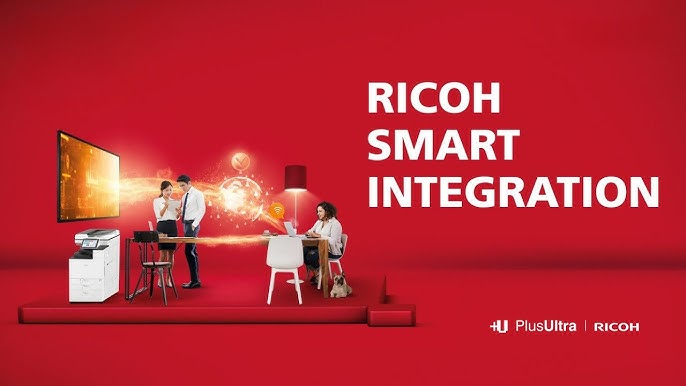 RICOH
SMART
INTEGRATION
+U PlusUltra | RICOH